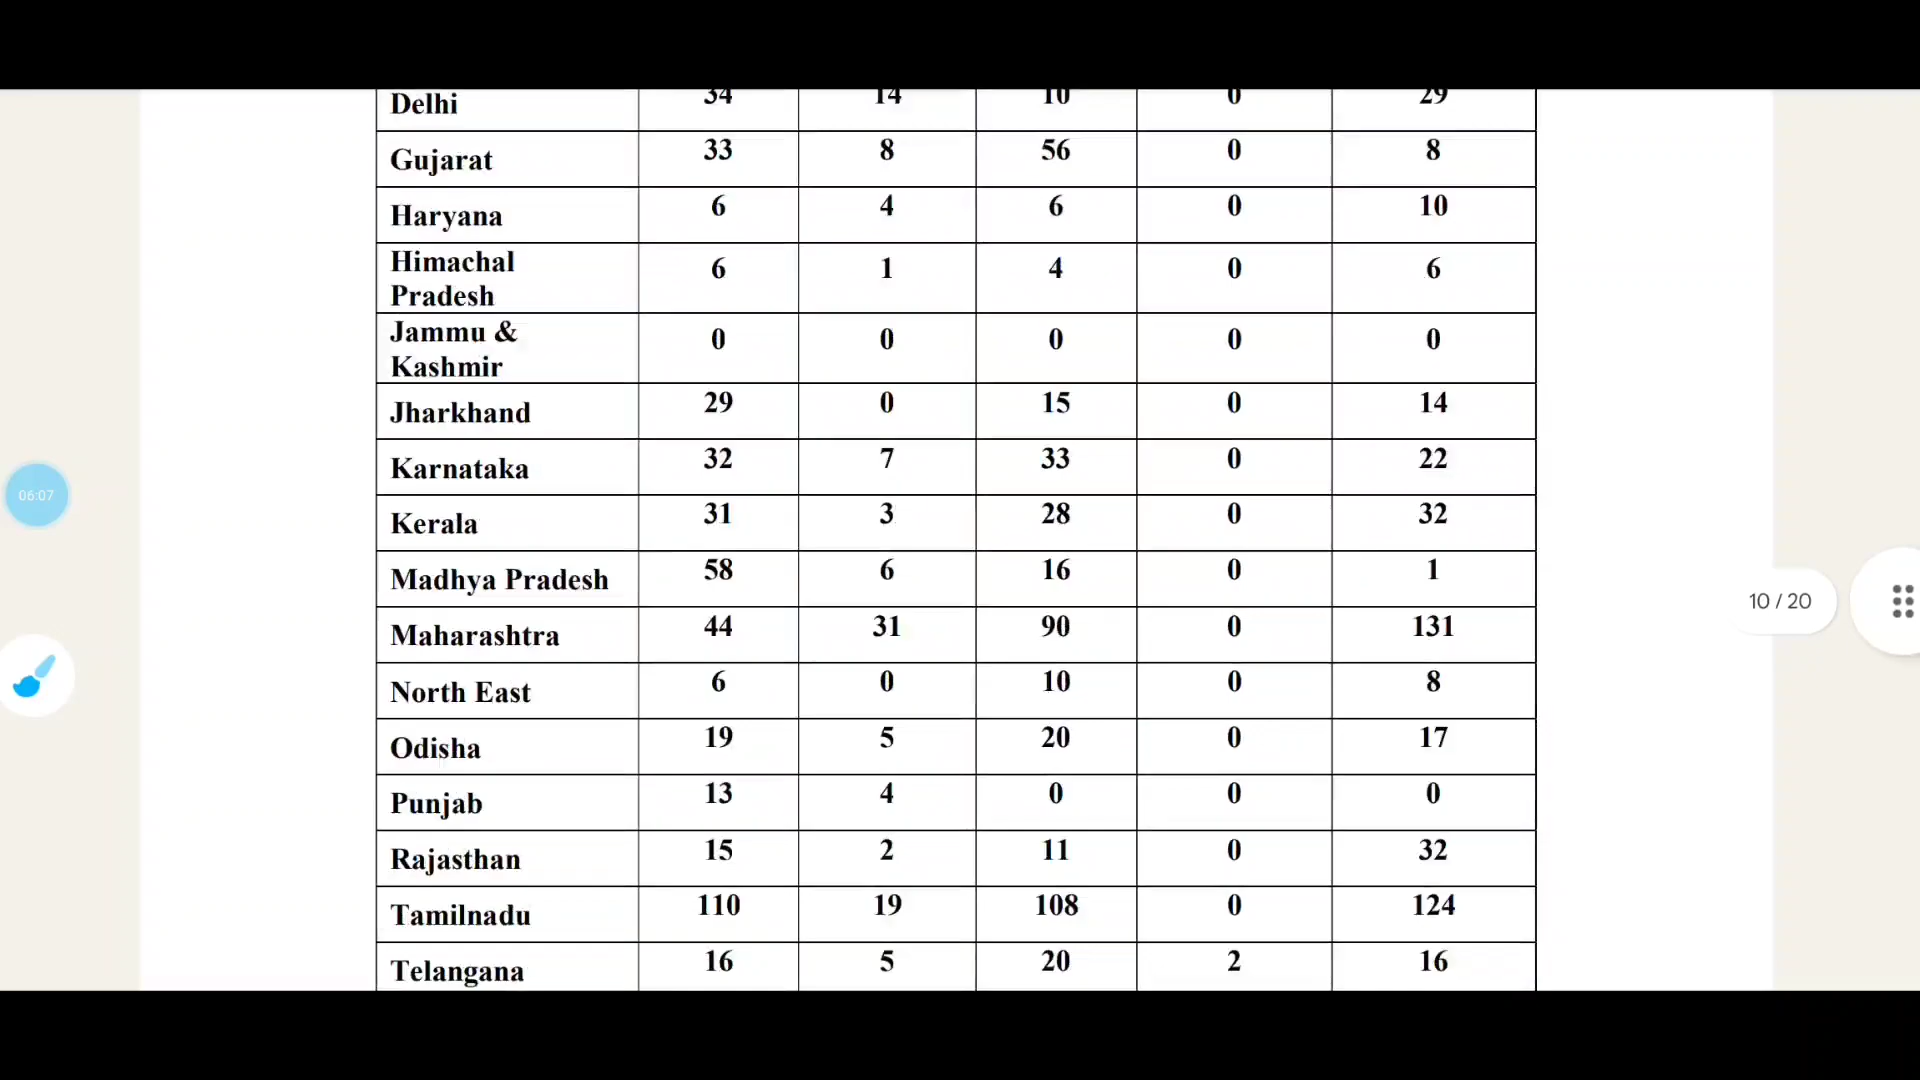 Delhi 34 14 10 0 29
Gujarat 33 8 56 0 8
Haryana 6 4 6 0 10
Himachal
Pradesh 6 1 4 0 6
Jammu &
Kashmir 0 0 0 0 0
Jharkhand 29 0 15 0 14
Karnataka 32 7 33 0 22
06:07
Kerala 31 3 28 0 32
Madhya Pradesh 58 6 16 0 1
10 / 20
Maharashtra 44 31 90 0 131
North East 6 0 10 0 8
Odisha 19 5 20 0 17
Punjab 13 4 0 0 0
Rajasthan 15 2 11 0 32
Tamilnadu 110 19 108 0 124
Telangana 16 5 20 2 16